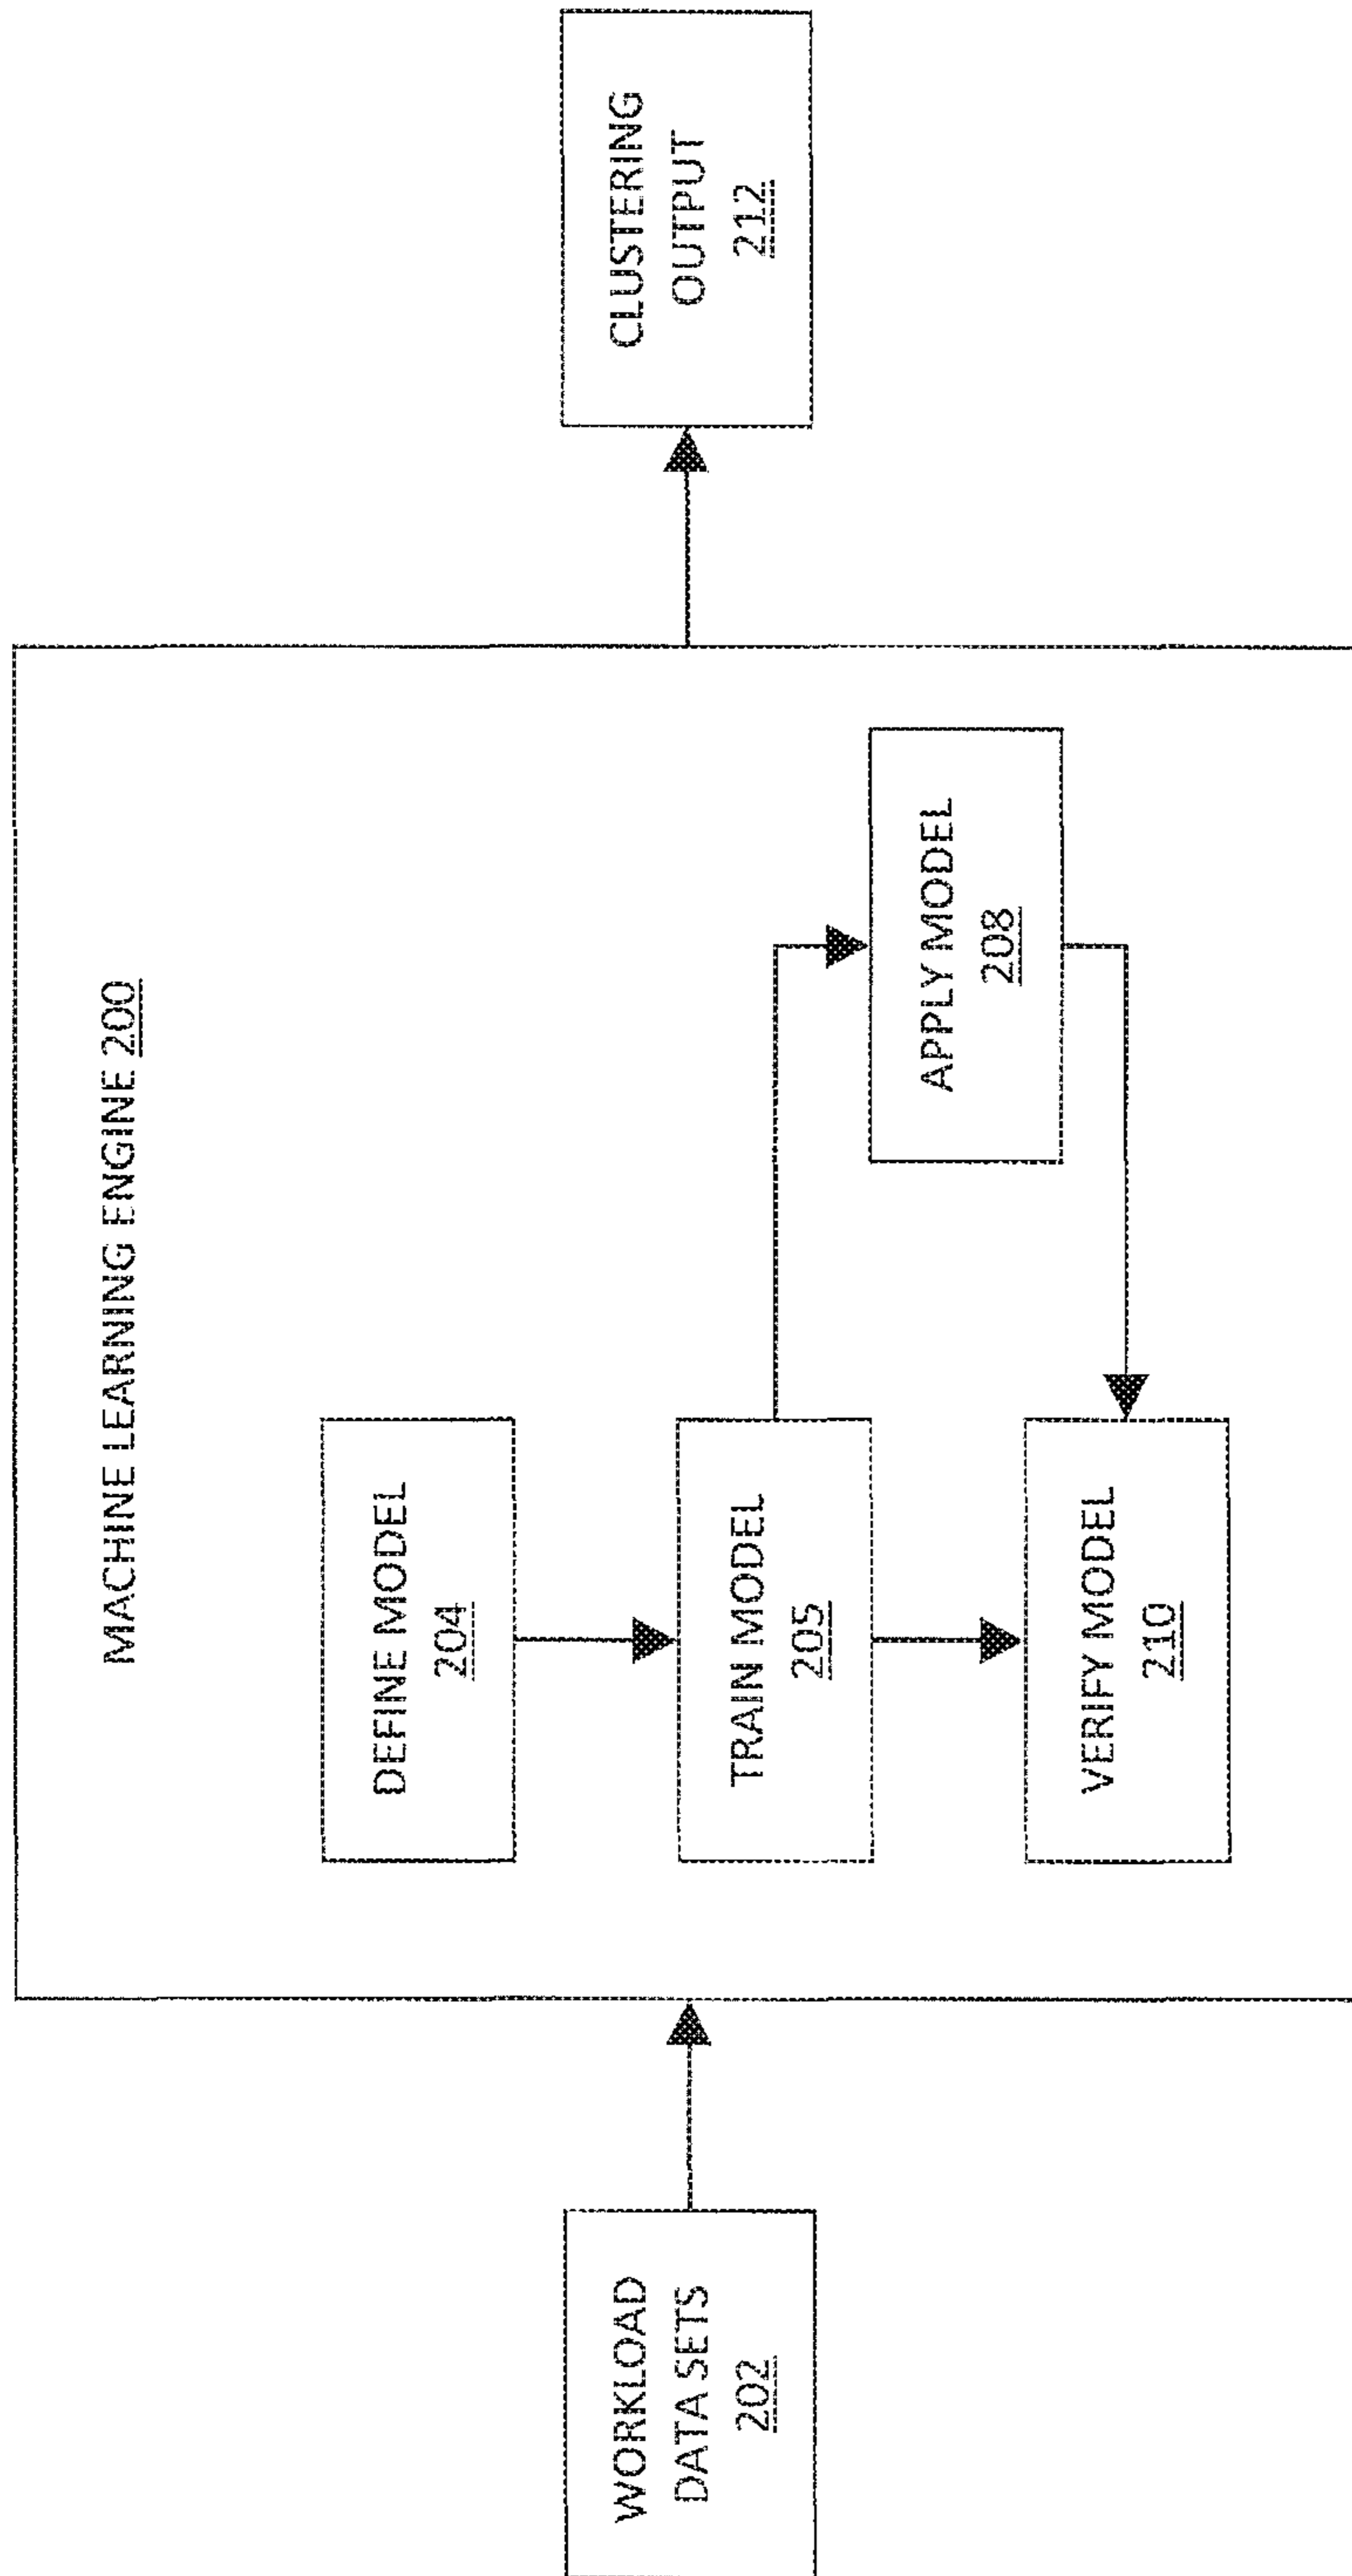 MACHINE LEARNING ENGINE 200
WORKLOAD
DATA SETS
202
DEFINE MODEL
204
TRAIN MODEL
205
VERIFY MODEL
210
APPLY MODEL
208
CLUSTERING
OUTPUT
212